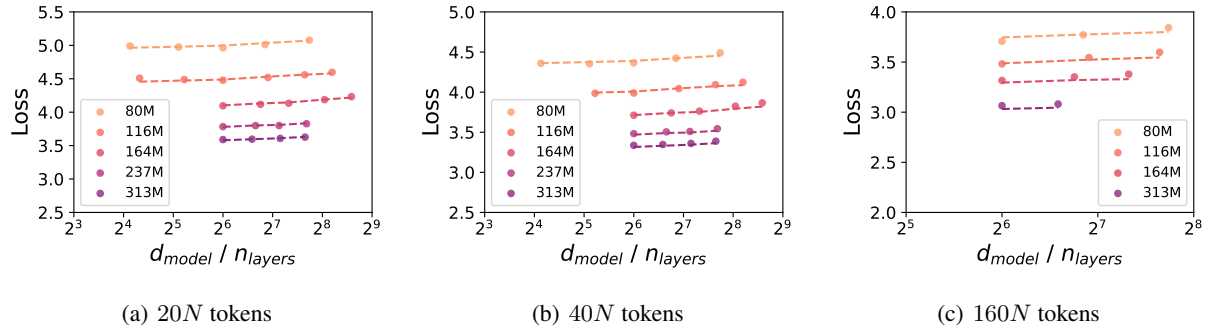 5.5
5.0
4.5
4.0
3.5
3.0
2.5
Loss
80M
116M
164M
237M
313M
2^3 2^4 2^5 2^6 2^7 2^8 2^9
d_model / n_layers
(a) 20N tokens
5.0
4.5
4.0
3.5
3.0
2.5
Loss
80M
116M
164M
237M
313M
2^3 2^4 2^5 2^6 2^7 2^8 2^9
d_model / n_layers
(b) 40N tokens
4.0
3.5
3.0
2.5
2.0
Loss
80M
116M
164M
313M
2^5 2^6 2^7 2^8
d_model / n_layers
(c) 160N tokens